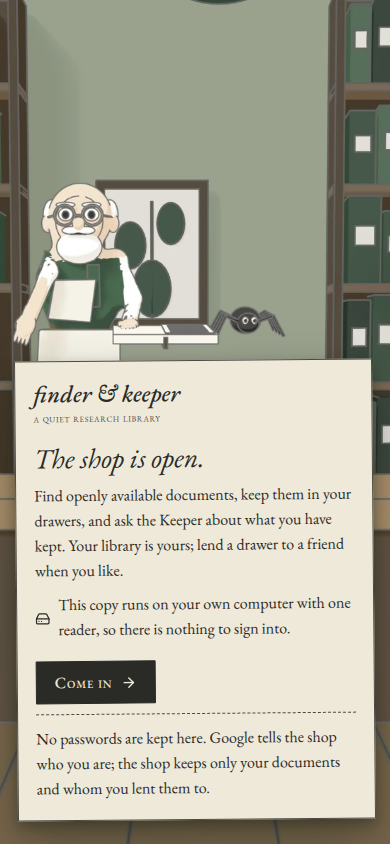 finder & keeper
A QUIET RESEARCH LIBRARY
The shop is open.
Find openly available documents, keep them in your
drawers, and ask the Keeper about what you have
kept. Your library is yours; lend a drawer to a friend
when you like.
This copy runs on your own computer with one
reader, so there is nothing to sign into.
Come in →
No passwords are kept here. Google tells the shop
who you are; the shop keeps only your documents
and whom you lent them to.